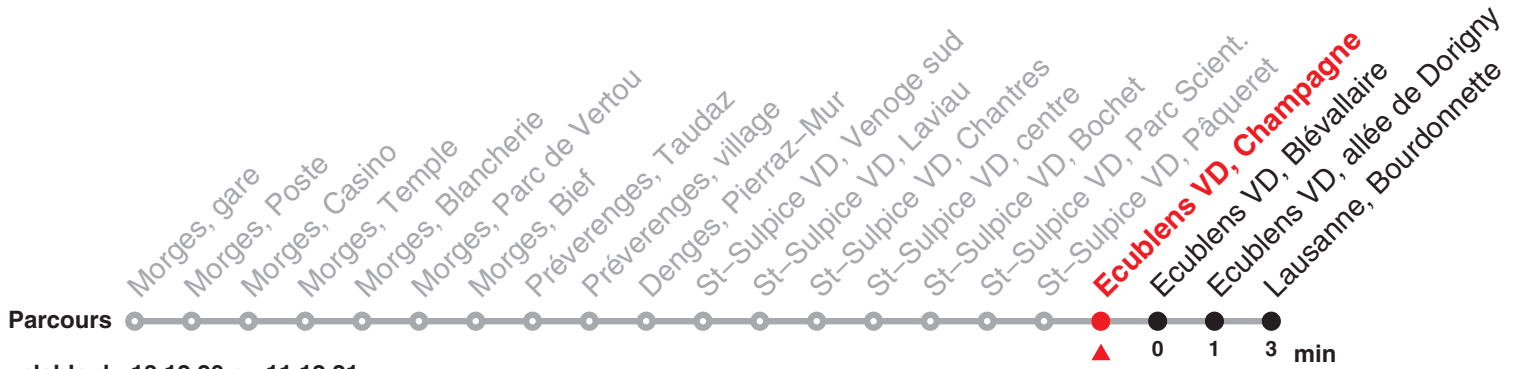 Morges, gare
Morges, Poste
Morges, Casino
Morges, Temple
Morges, Blancherie
Morges, Parc de Vertou
Morges, Bief
Préverenges, Taudaz
Préverenges, village
Denges, Pierraz–Mur
St–Sulpice VD, Venoge sud
St–Sulpice VD, Laviau
St–Sulpice VD, Chantres
St–Sulpice VD, centre
St–Sulpice VD, Bochet
St–Sulpice VD, Parc Scient.
St–Sulpice VD, Pâqueret
Ecublens VD, Champagne
Ecublens VD, Blévallaire
Ecublens VD, allée de Dorigny
Lausanne, Bourdonnette
Parcours
0 1 3 min